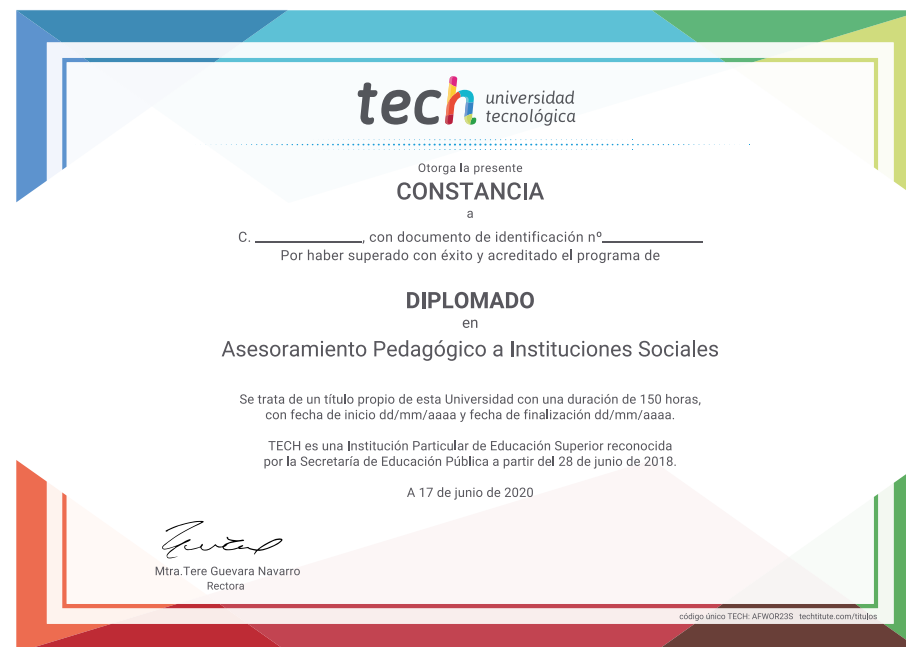 tech universidad
tecnológica
Otorga la presente
CONSTANCIA
a
C. ____________, con documento de identificación nº____________
Por haber superado con éxito y acreditado el programa de
DIPLOMADO
en
Asesoramiento Pedagógico a Instituciones Sociales
Se trata de un título propio de esta Universidad con una duración de 150 horas,
con fecha de inicio dd/mm/aaaa y fecha de finalización dd/mm/aaaa.
TECH es una Institución Particular de Educación Superior reconocida
por la Secretaría de Educación Pública a partir del 28 de junio de 2018.
A 17 de junio de 2020
Mtra.Tere Guevara Navarro
Rectora
código único TECH: AFWOR23S techtitute.com/titulos